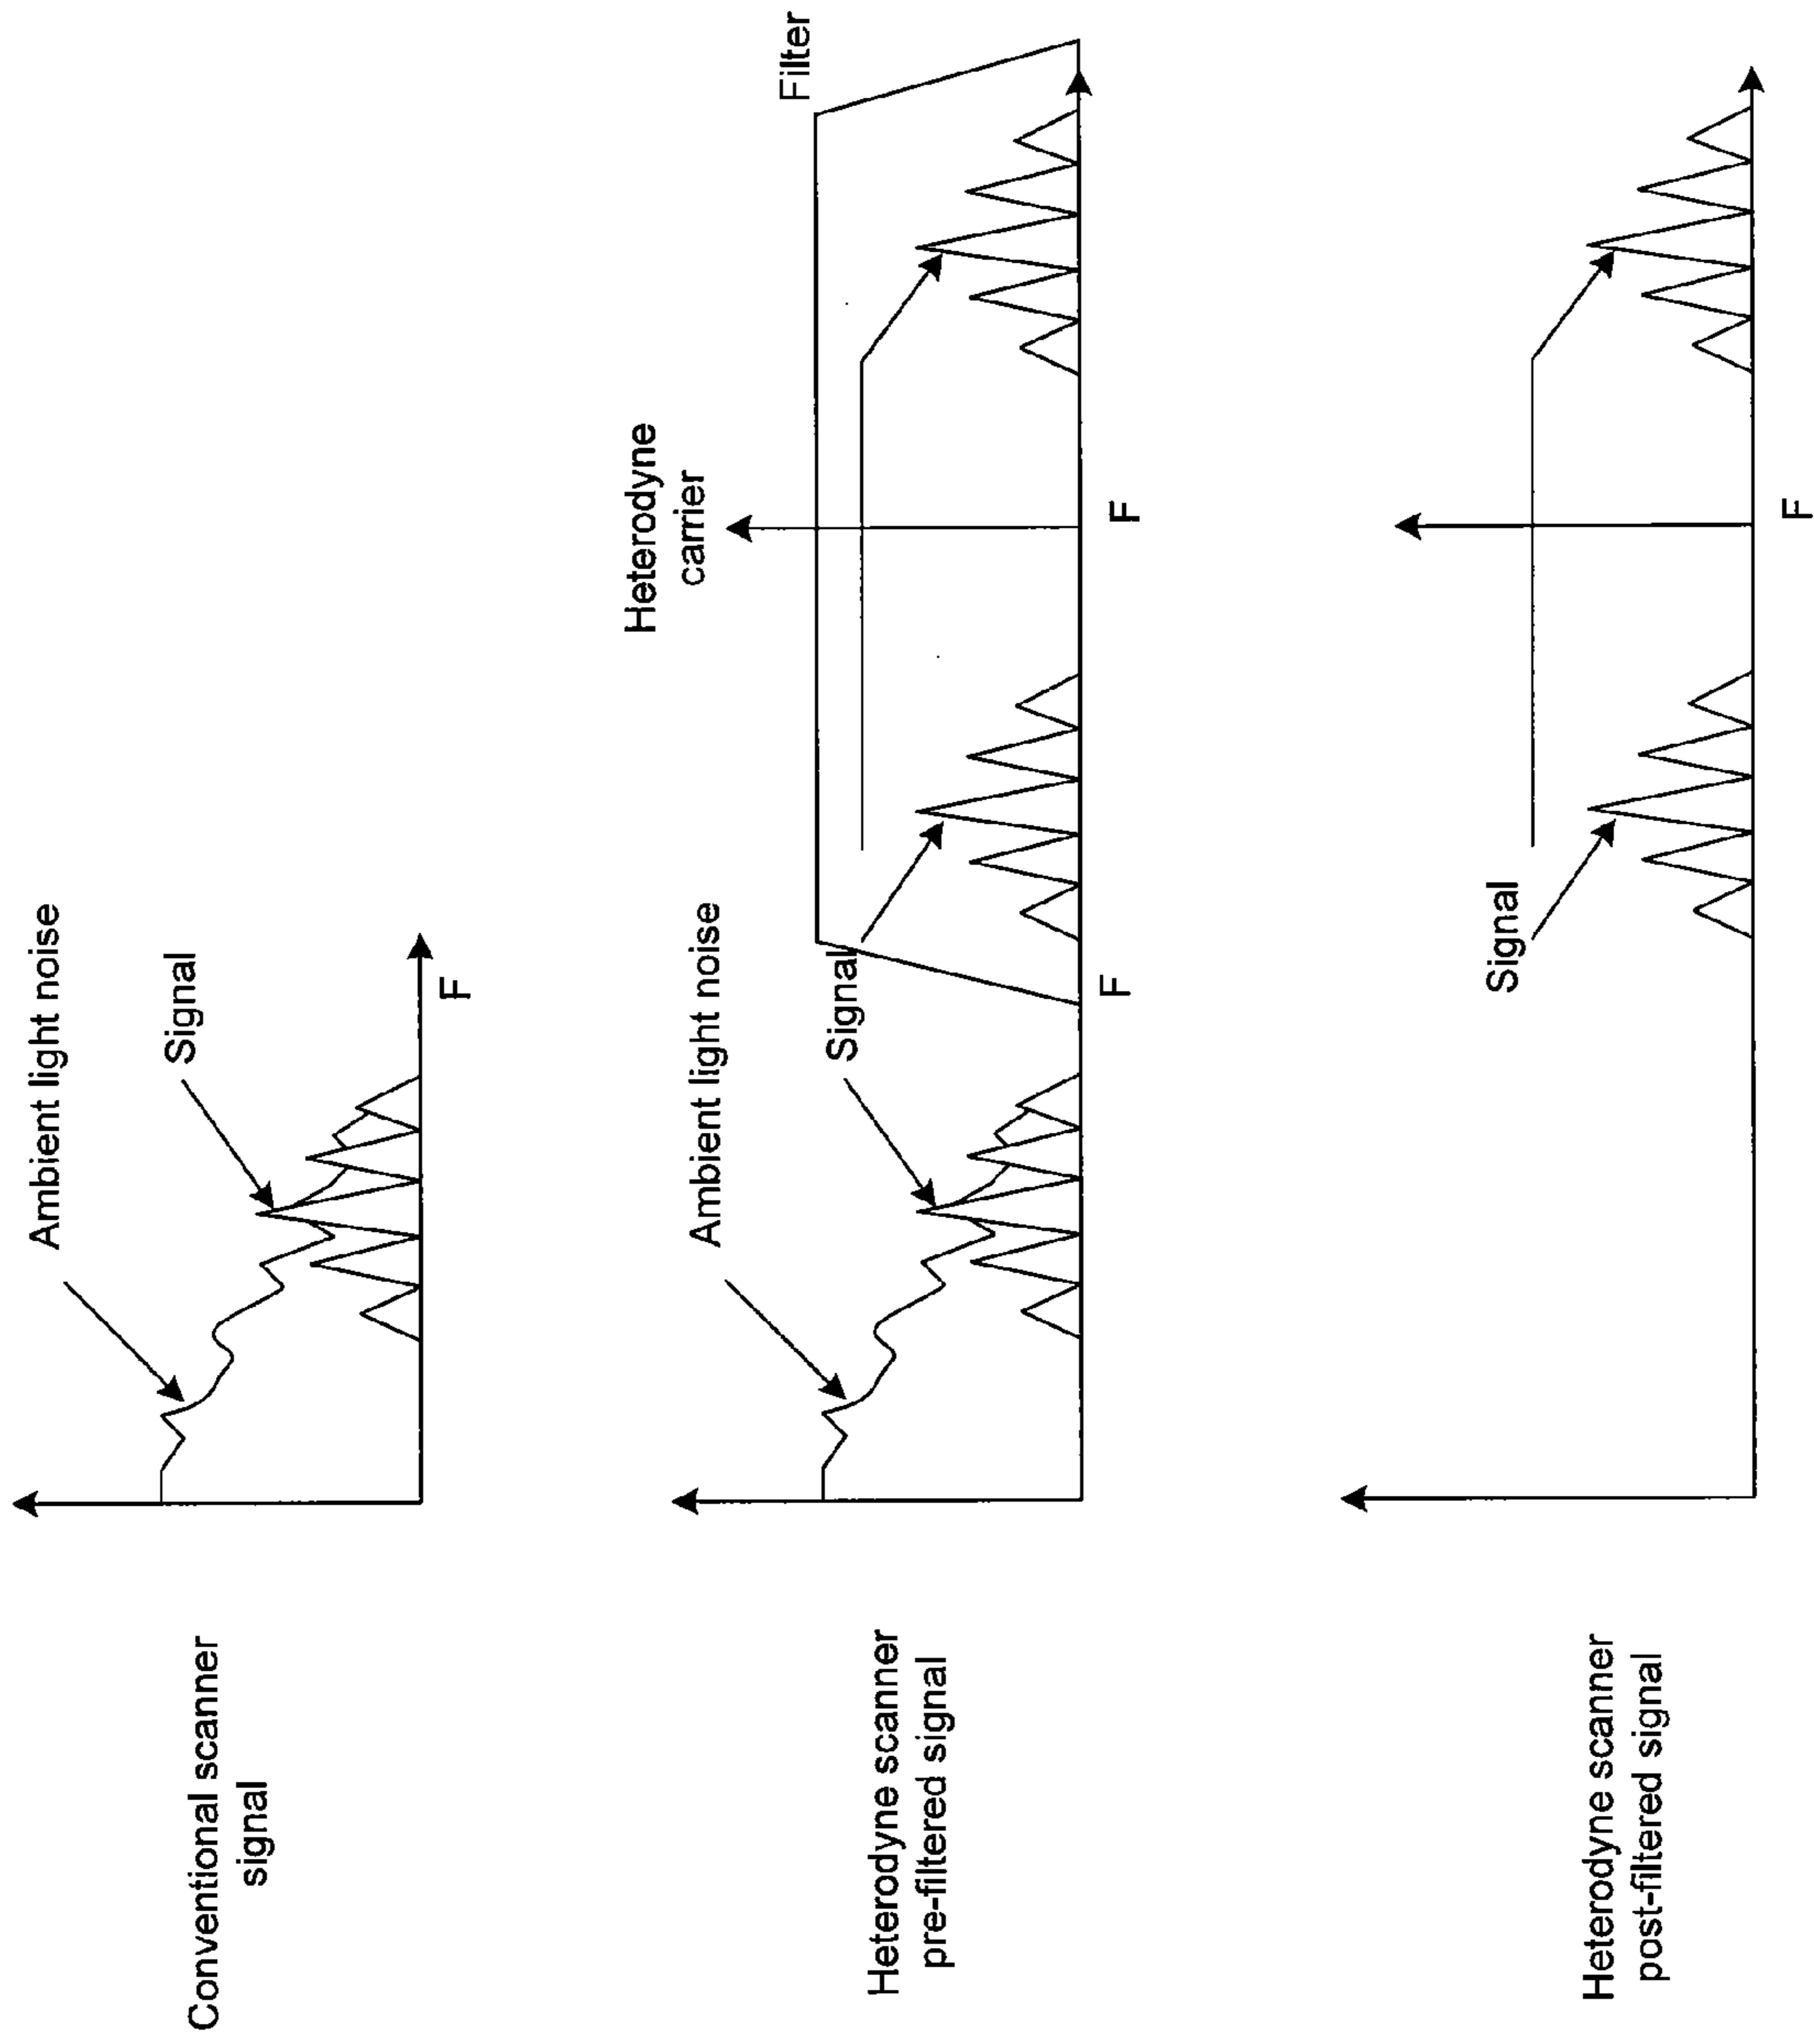 Conventional scanner
signal
Ambient light noise
Signal
F
Heterodyne scanner
pre-filtered signal
Ambient light noise
Signal
F
Heterodyne
carrier
F
Filter
Heterodyne scanner
post-filtered signal
Signal
F